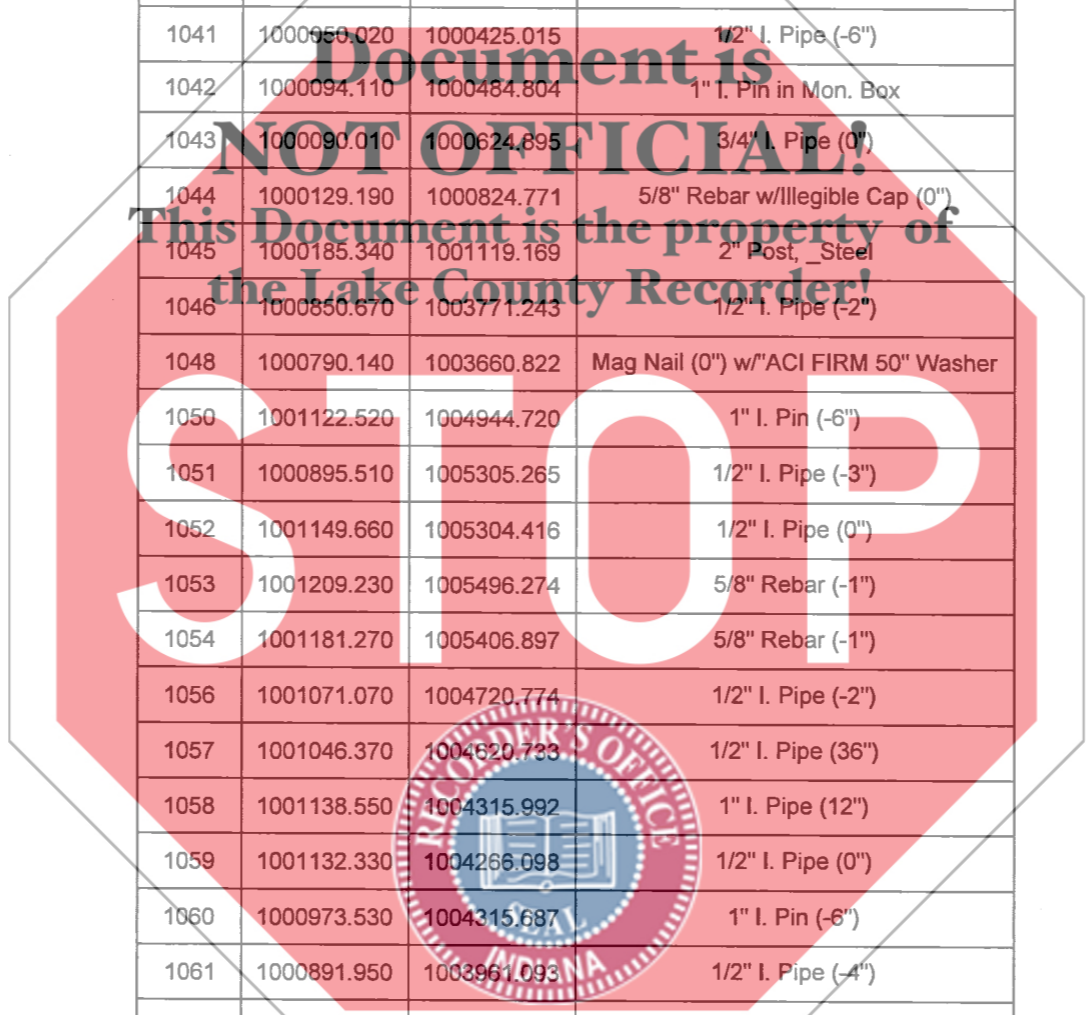 1041 1000050.020 1000425.015 1/2" I. Pipe (-6")
Document is
1042 1000094.110 1000484.804 1" I. Pin in Mon. Box
1043 1000090.010 1000624.895 3/4" I. Pipe (0")
NOT OFFICIAL!
1044 1000129.190 1000824.771 5/8" Rebar w/Illegible Cap (0")
This Document is the property of
1045 1000185.340 1001119.169 2" Post, _Steel
the Lake County Recorder!
1046 1000850.670 1003771.243 1/2" I. Pipe (-2")
1048 1000790.140 1003660.822 Mag Nail (0") w/"ACI FIRM 50" Washer
1050 1001122.520 1004944.720 1" I. Pin (-6")
1051 1000895.510 1005305.265 1/2" I. Pipe (-3")
1052 1001149.660 1005304.416 1/2" I. Pipe (0")
STOP
1053 1001209.230 1005496.274 5/8" Rebar (-1")
1054 1001181.270 1005406.897 5/8" Rebar (-1")
1056 1001071.070 1004720.774 1/2" I. Pipe (-2")
1057 1001046.370 1004620.733 1/2" I. Pipe (36")
RECORDER'S OFFICE
1058 1001138.550 1004315.992 1" I. Pipe (12")
1059 1001132.330 1004266.098 1/2" I. Pipe (0")
1060 1000973.530 1004315.687 1" I. Pin (-6")
SEAL
1061 1000891.950 1003961.093 1/2" I. Pipe (-4")
INDIANA